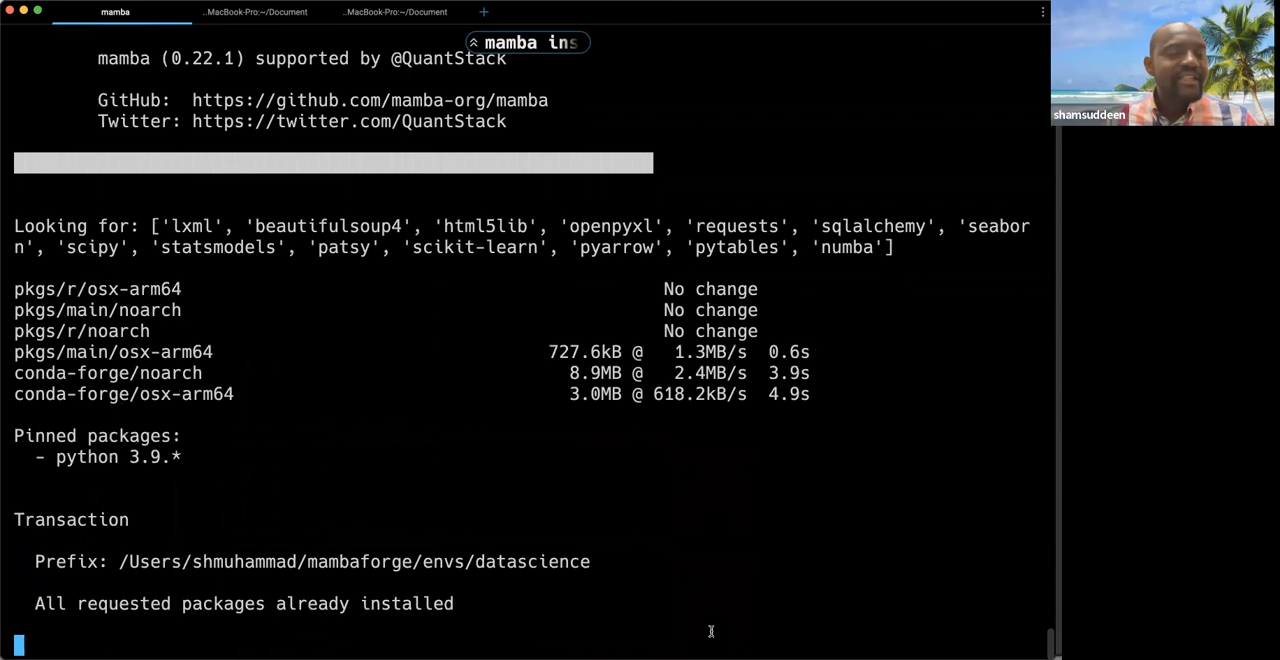 mamba
..MacBook-Pro:~/Document
..MacBook-Pro:~/Document
mamba ins
mamba (0.22.1) supported by @QuantStack
GitHub:  https://github.com/mamba-org/mamba
Twitter: https://twitter.com/QuantStack
shamsuddeen
Looking for: ['lxml', 'beautifulsoup4', 'html5lib', 'openpyxl', 'requests', 'sqlalchemy', 'seabor
n', 'scipy', 'statsmodels', 'patsy', 'scikit-learn', 'pyarrow', 'pytables', 'numba']
pkgs/r/osx-arm64 No change
pkgs/main/noarch No change
pkgs/r/noarch No change
pkgs/main/osx-arm64 727.6kB @ 1.3MB/s 0.6s
conda-forge/noarch 8.9MB @ 2.4MB/s 3.9s
conda-forge/osx-arm64 3.0MB @ 618.2kB/s 4.9s
Pinned packages:
- python 3.9.*
Transaction
Prefix: /Users/shmuhammad/mambaforge/envs/datascience
All requested packages already installed